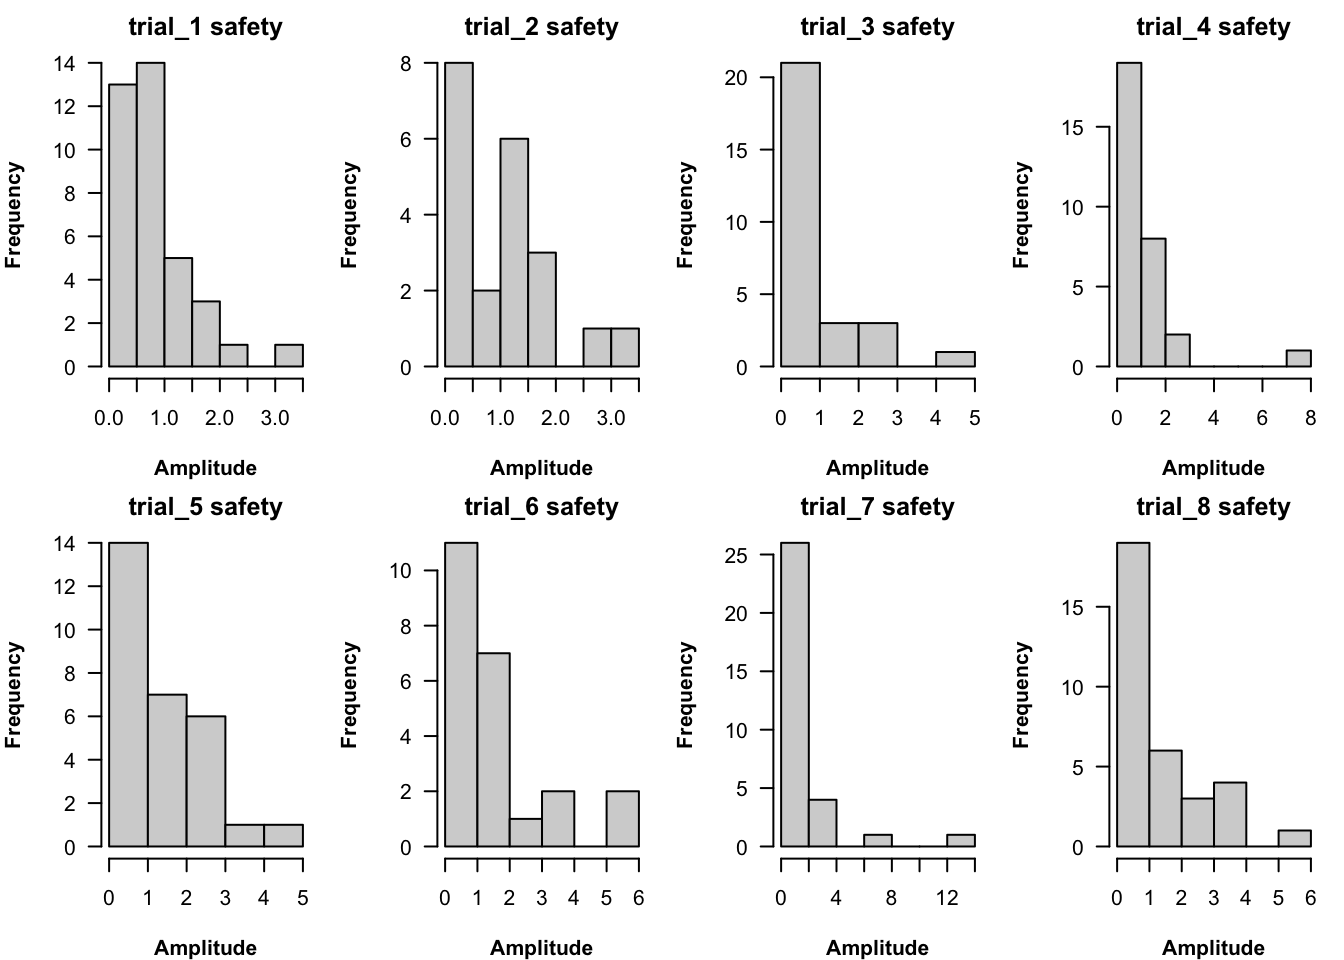 trial_1 safety
14
12
10
8
6
4
2
0
Frequency
0.0 1.0 2.0 3.0
Amplitude
trial_2 safety
8
6
4
2
0
Frequency
0.0 1.0 2.0 3.0
Amplitude
trial_3 safety
20
15
10
5
0
Frequency
0 1 2 3 4 5
Amplitude
trial_4 safety
15
10
5
0
Frequency
0 2 4 6 8
Amplitude
trial_5 safety
14
12
10
8
6
4
2
0
Frequency
0 1 2 3 4 5
Amplitude
trial_6 safety
10
8
6
4
2
0
Frequency
0 1 2 3 4 5 6
Amplitude
trial_7 safety
25
20
15
10
5
0
Frequency
0 4 8 12
Amplitude
trial_8 safety
15
10
5
0
Frequency
0 1 2 3 4 5 6
Amplitude